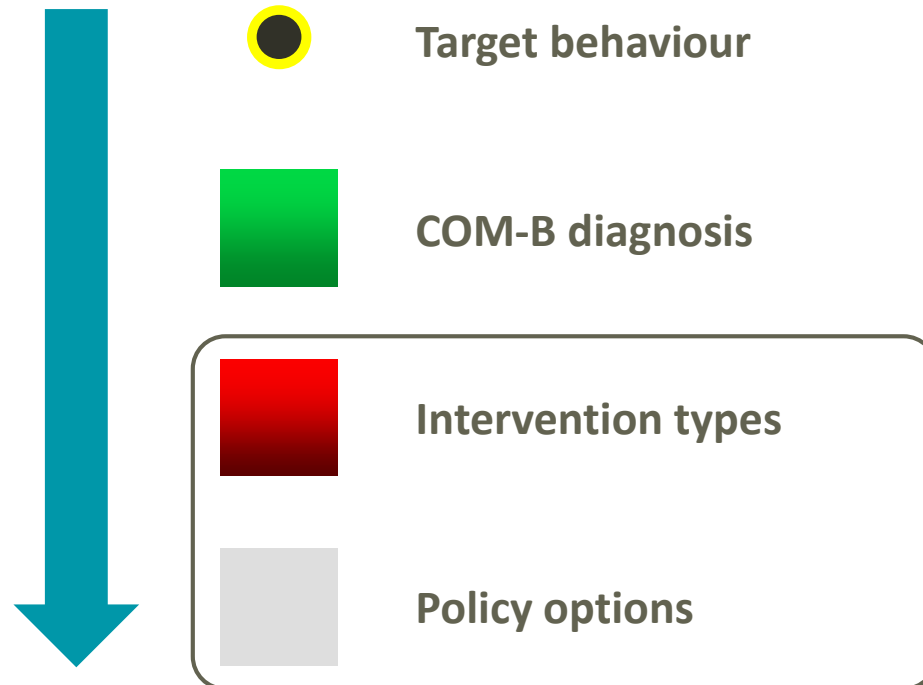 Target behaviour
COM-B diagnosis
Intervention types
Policy options